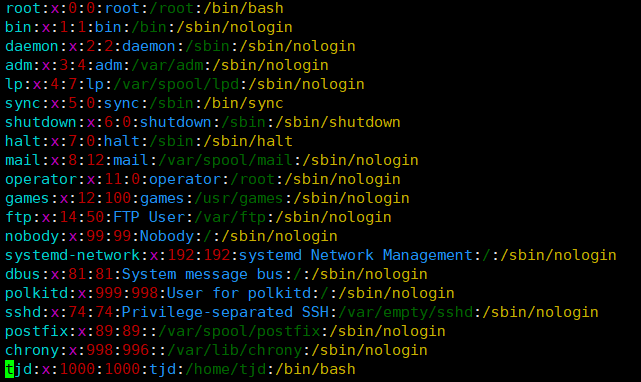 root:x:0:0:root:/root:/bin/bash
bin:x:1:1:bin:/bin:/sbin/nologin
daemon:x:2:2:daemon:/sbin:/sbin/nologin
adm:x:3:4:adm:/var/adm:/sbin/nologin
lp:x:4:7:lp:/var/spool/lpd:/sbin/nologin
sync:x:5:0:sync:/sbin:/bin/sync
shutdown:x:6:0:shutdown:/sbin:/sbin/shutdown
halt:x:7:0:halt:/sbin:/sbin/halt
mail:x:8:12:mail:/var/spool/mail:/sbin/nologin
operator:x:11:0:operator:/root:/sbin/nologin
games:x:12:100:games:/usr/games:/sbin/nologin
ftp:x:14:50:FTP User:/var/ftp:/sbin/nologin
nobody:x:99:99:Nobody:/:/sbin/nologin
systemd-network:x:192:192:systemd Network Management:/:/sbin/nologin
dbus:x:81:81:System message bus:/:/sbin/nologin
polkitd:x:999:998:User for polkitd:/:/sbin/nologin
sshd:x:74:74:Privilege-separated SSH:/var/empty/sshd:/sbin/nologin
postfix:x:89:89::/var/spool/postfix:/sbin/nologin
chrony:x:998:996::/var/lib/chrony:/sbin/nologin
tjd:x:1000:1000:tjd:/home/tjd:/bin/bash